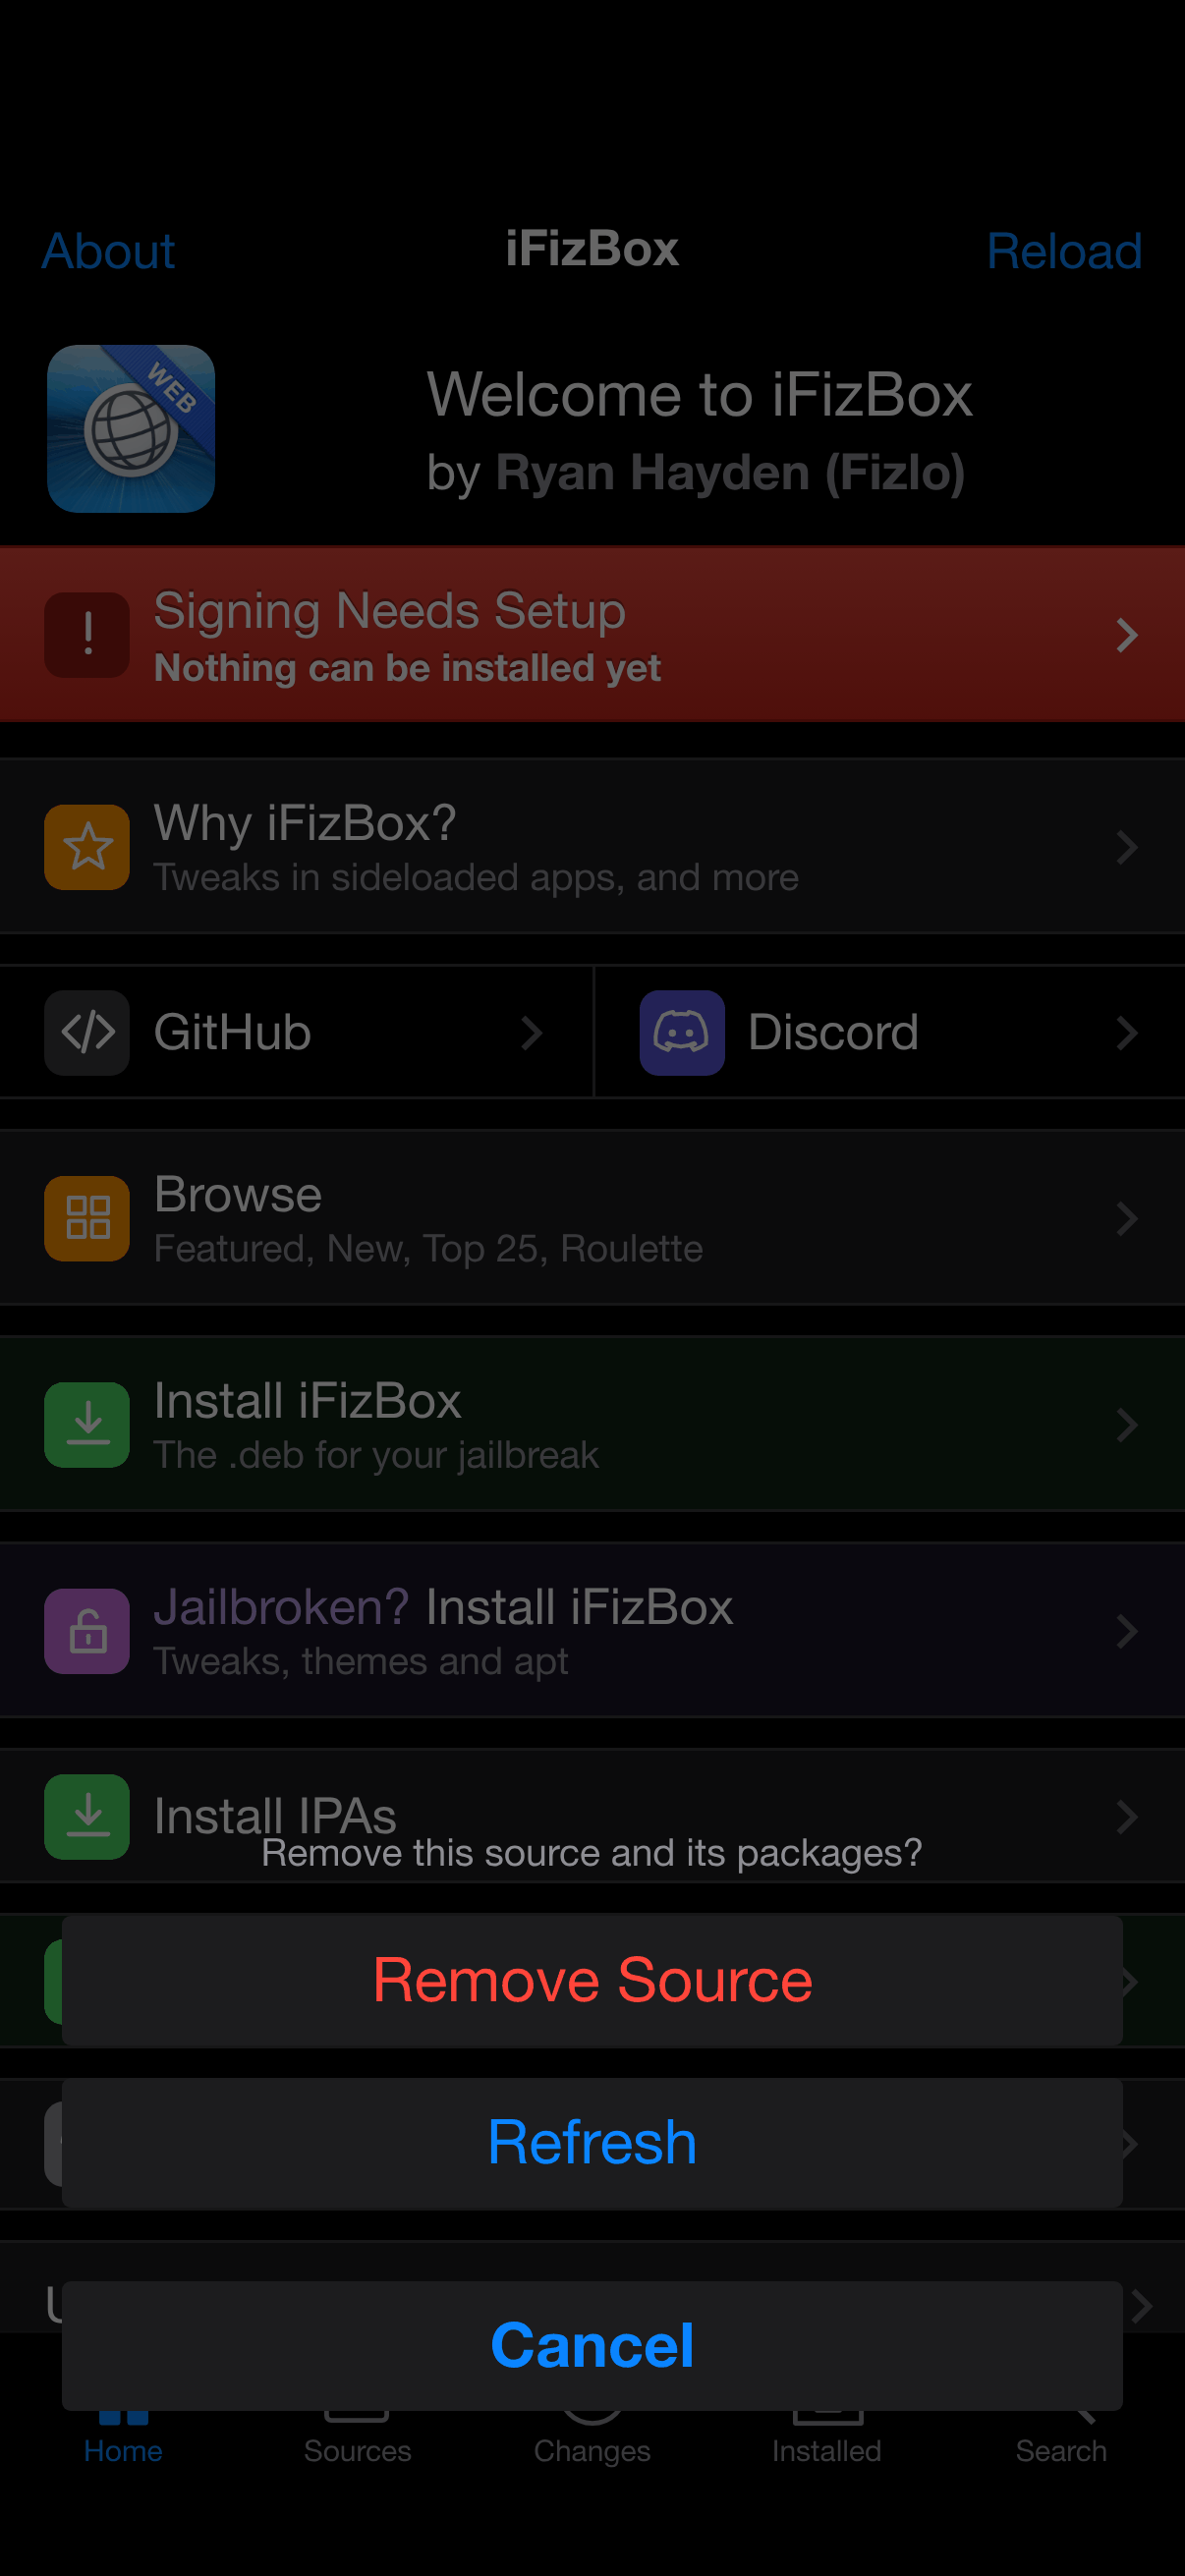 About
iFizBox
Reload
WEB
Welcome to iFizBox
by Ryan Hayden (Fizlo)
Signing Needs Setup
Nothing can be installed yet
Why iFizBox?
Tweaks in sideloaded apps, and more
GitHub
Discord
Browse
Featured, New, Top 25, Roulette
Install iFizBox
The .deb for your jailbreak
Jailbroken? Install iFizBox
Tweaks, themes and apt
Install IPAs
Remove this source and its packages?
Remove Source
Refresh
Cancel
Home
Sources
Changes
Installed
Search